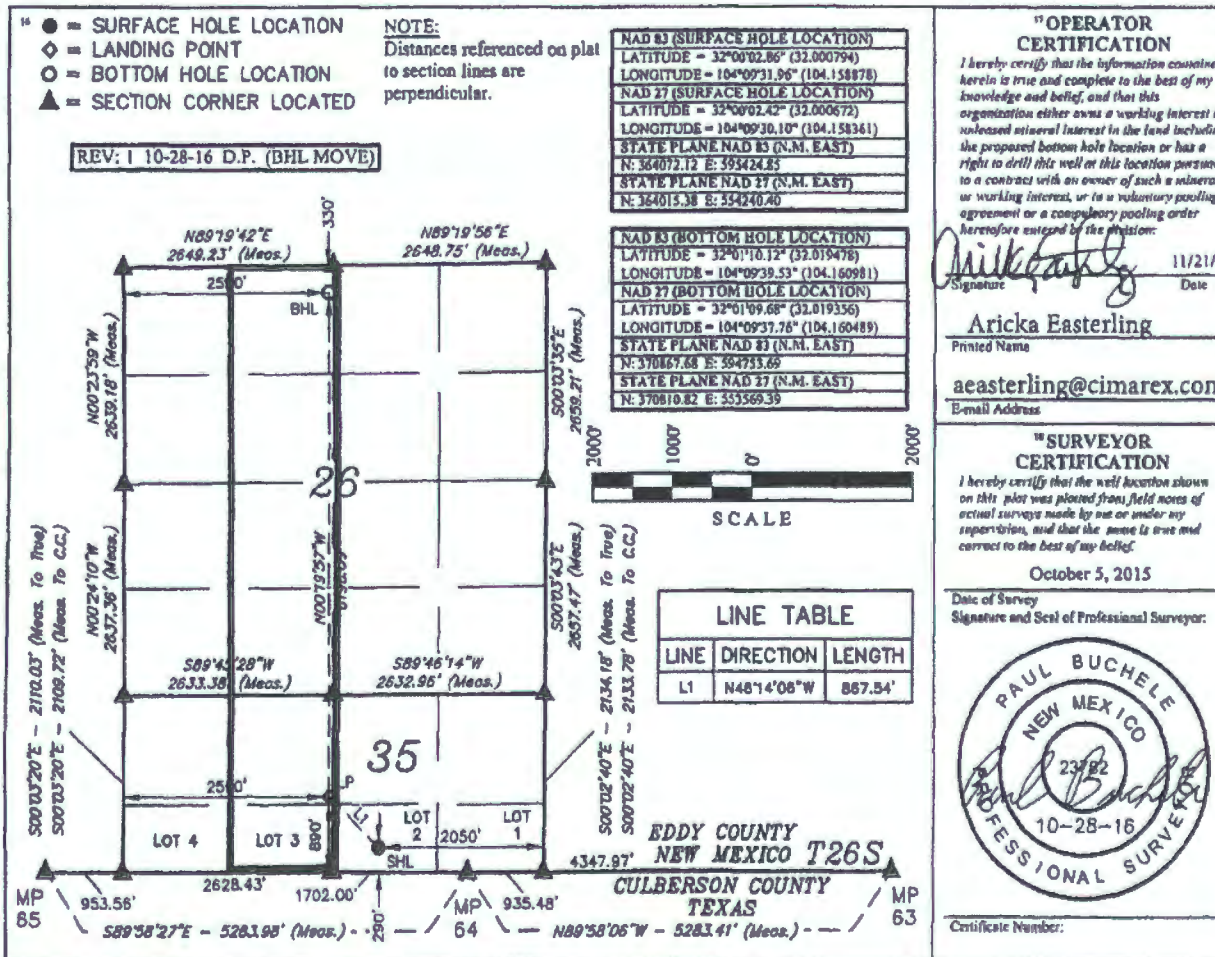 16
● = SURFACE HOLE LOCATION
◇ = LANDING POINT
○ = BOTTOM HOLE LOCATION
▲ = SECTION CORNER LOCATED
NOTE:
Distances referenced on plat
to section lines are
perpendicular.
REV: 1 10-28-16 D.P. (BHL MOVE)
NAD 83 (SURFACE HOLE LOCATION)
LATITUDE = 32°00'02.86" (32.000794)
LONGITUDE = 104°09'31.96" (104.158878)
NAD 27 (SURFACE HOLE LOCATION)
LATITUDE = 32°00'02.42" (32.000672)
LONGITUDE = 104°09'30.10" (104.158361)
STATE PLANE NAD 83 (N.M. EAST)
N: 364072.12 E: 595424.85
STATE PLANE NAD 27 (N.M. EAST)
N: 364015.38 E: 554240.40
NAD 83 (BOTTOM HOLE LOCATION)
LATITUDE = 32°01'10.12" (32.019478)
LONGITUDE = 104°09'39.53" (104.160981)
NAD 27 (BOTTOM HOLE LOCATION)
LATITUDE = 32°01'09.68" (32.019356)
LONGITUDE = 104°09'37.76" (104.160489)
STATE PLANE NAD 83 (N.M. EAST)
N: 370867.68 E: 594753.69
STATE PLANE NAD 27 (N.M. EAST)
N: 370810.82 E: 553569.39
330'
N89°19'42"E
2649.23' (Meas.)
N89°19'56"E
2648.75' (Meas.)
2500'
BHL
N00°23'59"W
2639.18' (Meas.)
S00°03'35"E
2659.21' (Meas.)
26
N00°19'57"W
N00°24'10"W
2637.36' (Meas.)
S00°03'43"E
2657.47' (Meas.)
S89°45'28"W
2633.38' (Meas.)
S89°46'14"W
2632.96' (Meas.)
S00°03'20"E - 2110.03' (Meas. To True)
S00°03'20"E - 2109.72' (Meas. To C.C.)
S00°02'40"E - 2134.18' (Meas. To True)
S00°02'40"E - 2133.78' (Meas. To C.C.)
35
2500'
LP
L1
890'
LOT 4
LOT 3
LOT 2
LOT 1
2050'
SHL
290'
EDDY COUNTY
NEW MEXICO T26S
CULBERSON COUNTY
TEXAS
4347.97'
953.56'
2628.43'
1702.00'
935.48'
MP 85
MP 64
MP 63
S89°58'27"E - 5283.98' (Meas.)
N89°58'06"W - 5283.41' (Meas.)
2000' 1000' 0' 2000'
SCALE
LINE TABLE
LINE DIRECTION LENGTH
L1 N48°14'06"W 887.54'
17 OPERATOR
CERTIFICATION
I hereby certify that the information containe
herein is true and complete to the best of my
knowledge and belief, and that this
organization either owns a working interest
unleased mineral interest in the land includi
the proposed bottom hole location or has a
right to drill this well at this location pursua
to a contract with an owner of such a minera
or working interest, or to a voluntary pooling
agreement or a compulsory pooling order
heretofore entered by the division:
11/21/
Signature Date
Aricka Easterling
Printed Name
aeasterling@cimarex.com
E-mail Address
18 SURVEYOR
CERTIFICATION
I hereby certify that the well location shown
on this plat was plotted from field notes of
actual surveys made by me or under my
supervision, and that the same is true and
correct to the best of my belief.
October 5, 2015
Date of Survey
Signature and Seal of Professional Surveyor:
PAUL BUCHELE
NEW MEXICO
23782
10-28-16
PROFESSIONAL SURVEYOR
Certificate Number: